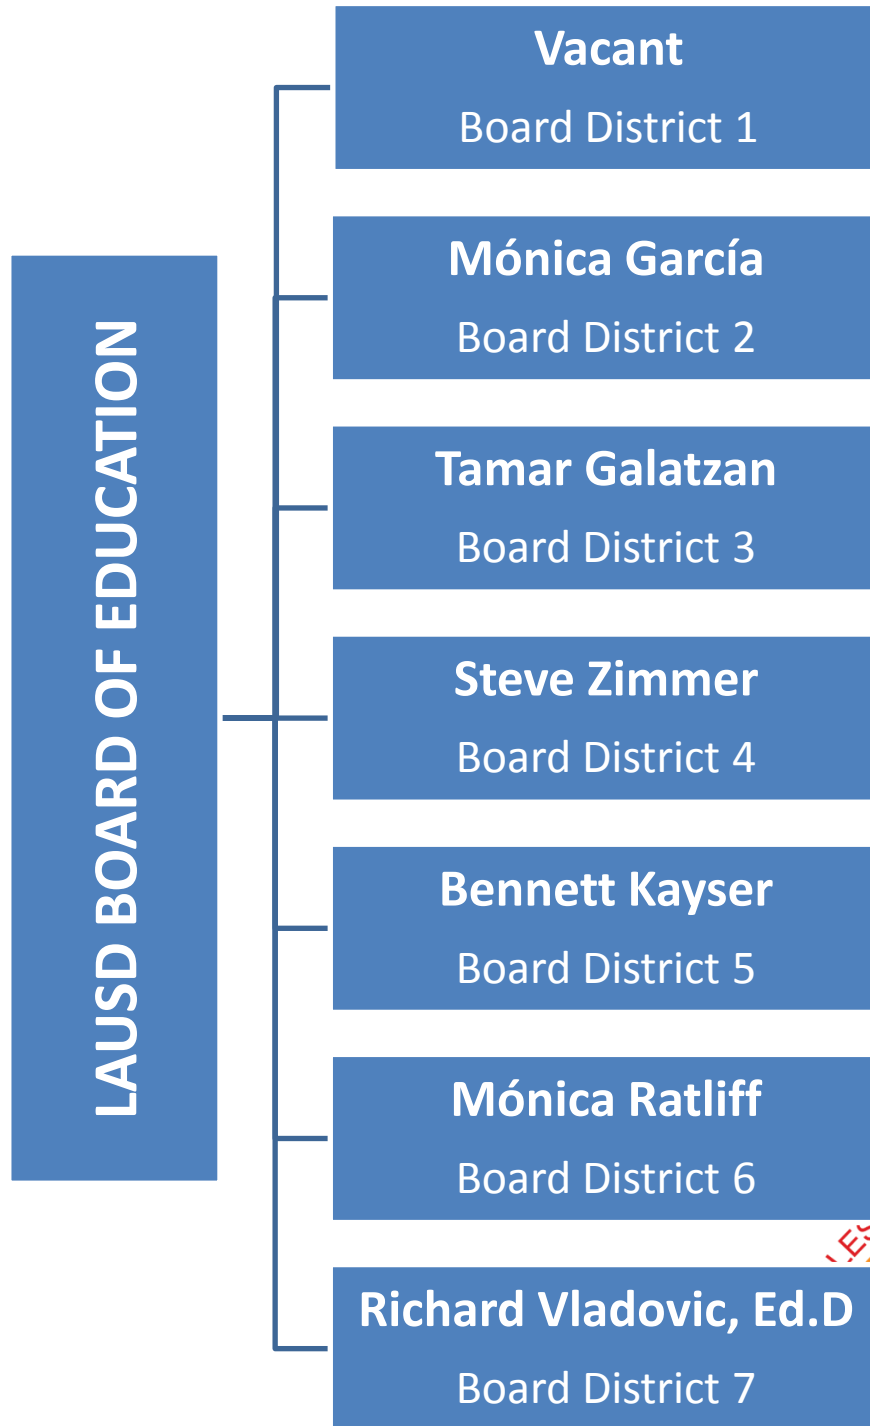 LAUSD BOARD OF EDUCATION
Vacant
Board District 1
Mónica García
Board District 2
Tamar Galatzan
Board District 3
Steve Zimmer
Board District 4
Bennett Kayser
Board District 5
Mónica Ratliff
Board District 6
Richard Vladovic, Ed.D
Board District 7